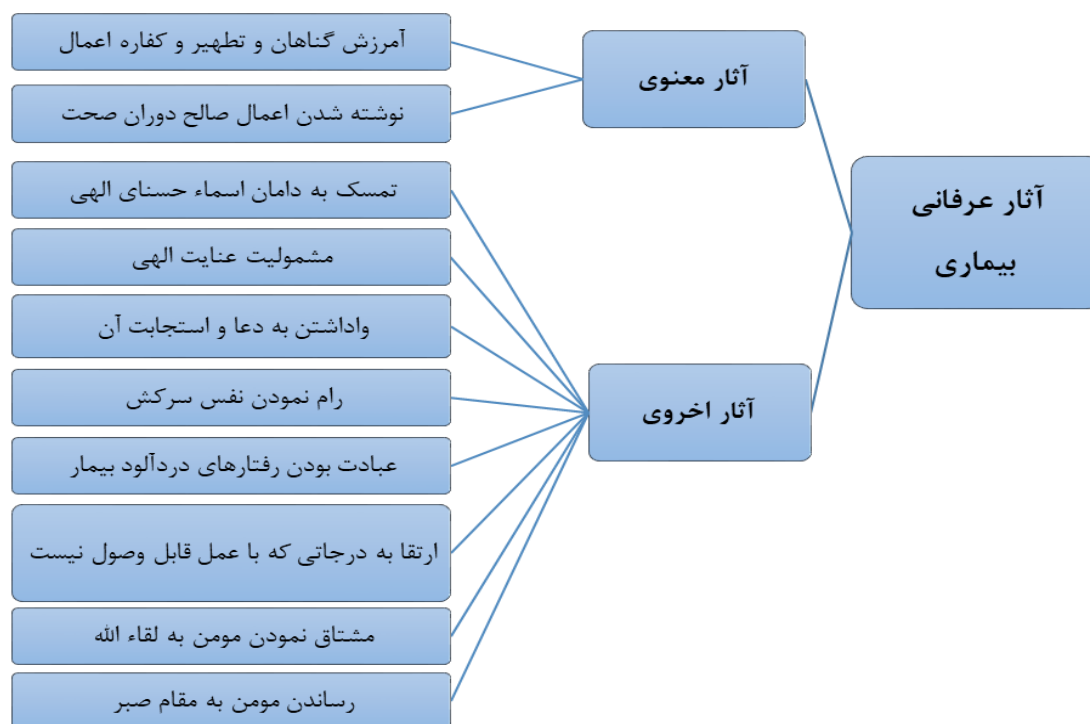 آثار عرفانی
بیماری
آثار معنوی
آمرزش گناهان و تطهیر و کفاره اعمال
نوشته شدن اعمال صالح دوران صحت
آثار اخروی
تمسک به دامان اسماء حسنای الهی
مشمولیت عنایت الهی
واداشتن به دعا و استجابت آن
رام نمودن نفس سرکش
عبادت بودن رفتارهای دردآلود بیمار
ارتقا به درجاتی که با عمل قابل وصول نیست
مشتاق نمودن مومن به لقاء الله
رساندن مومن به مقام صبر